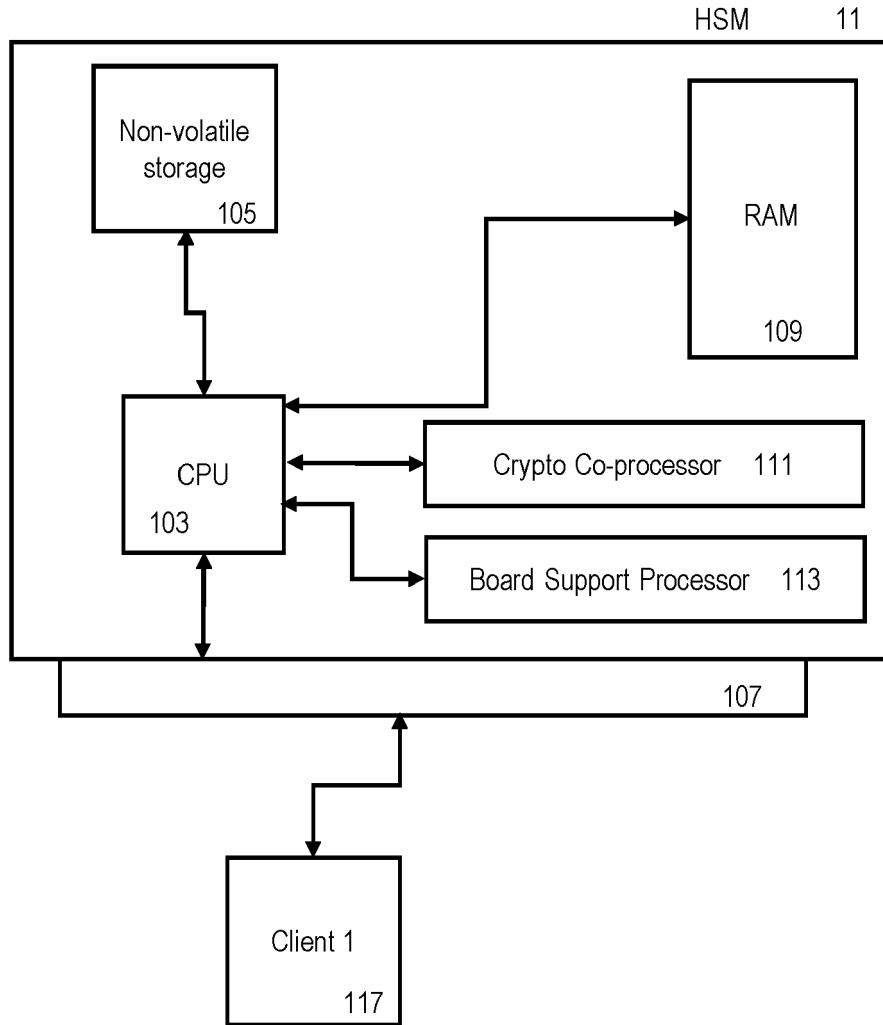 HSM 11
Non-volatile
storage
105
RAM
109
CPU
103
Crypto Co-processor 111
Board Support Processor 113
107
Client 1
117